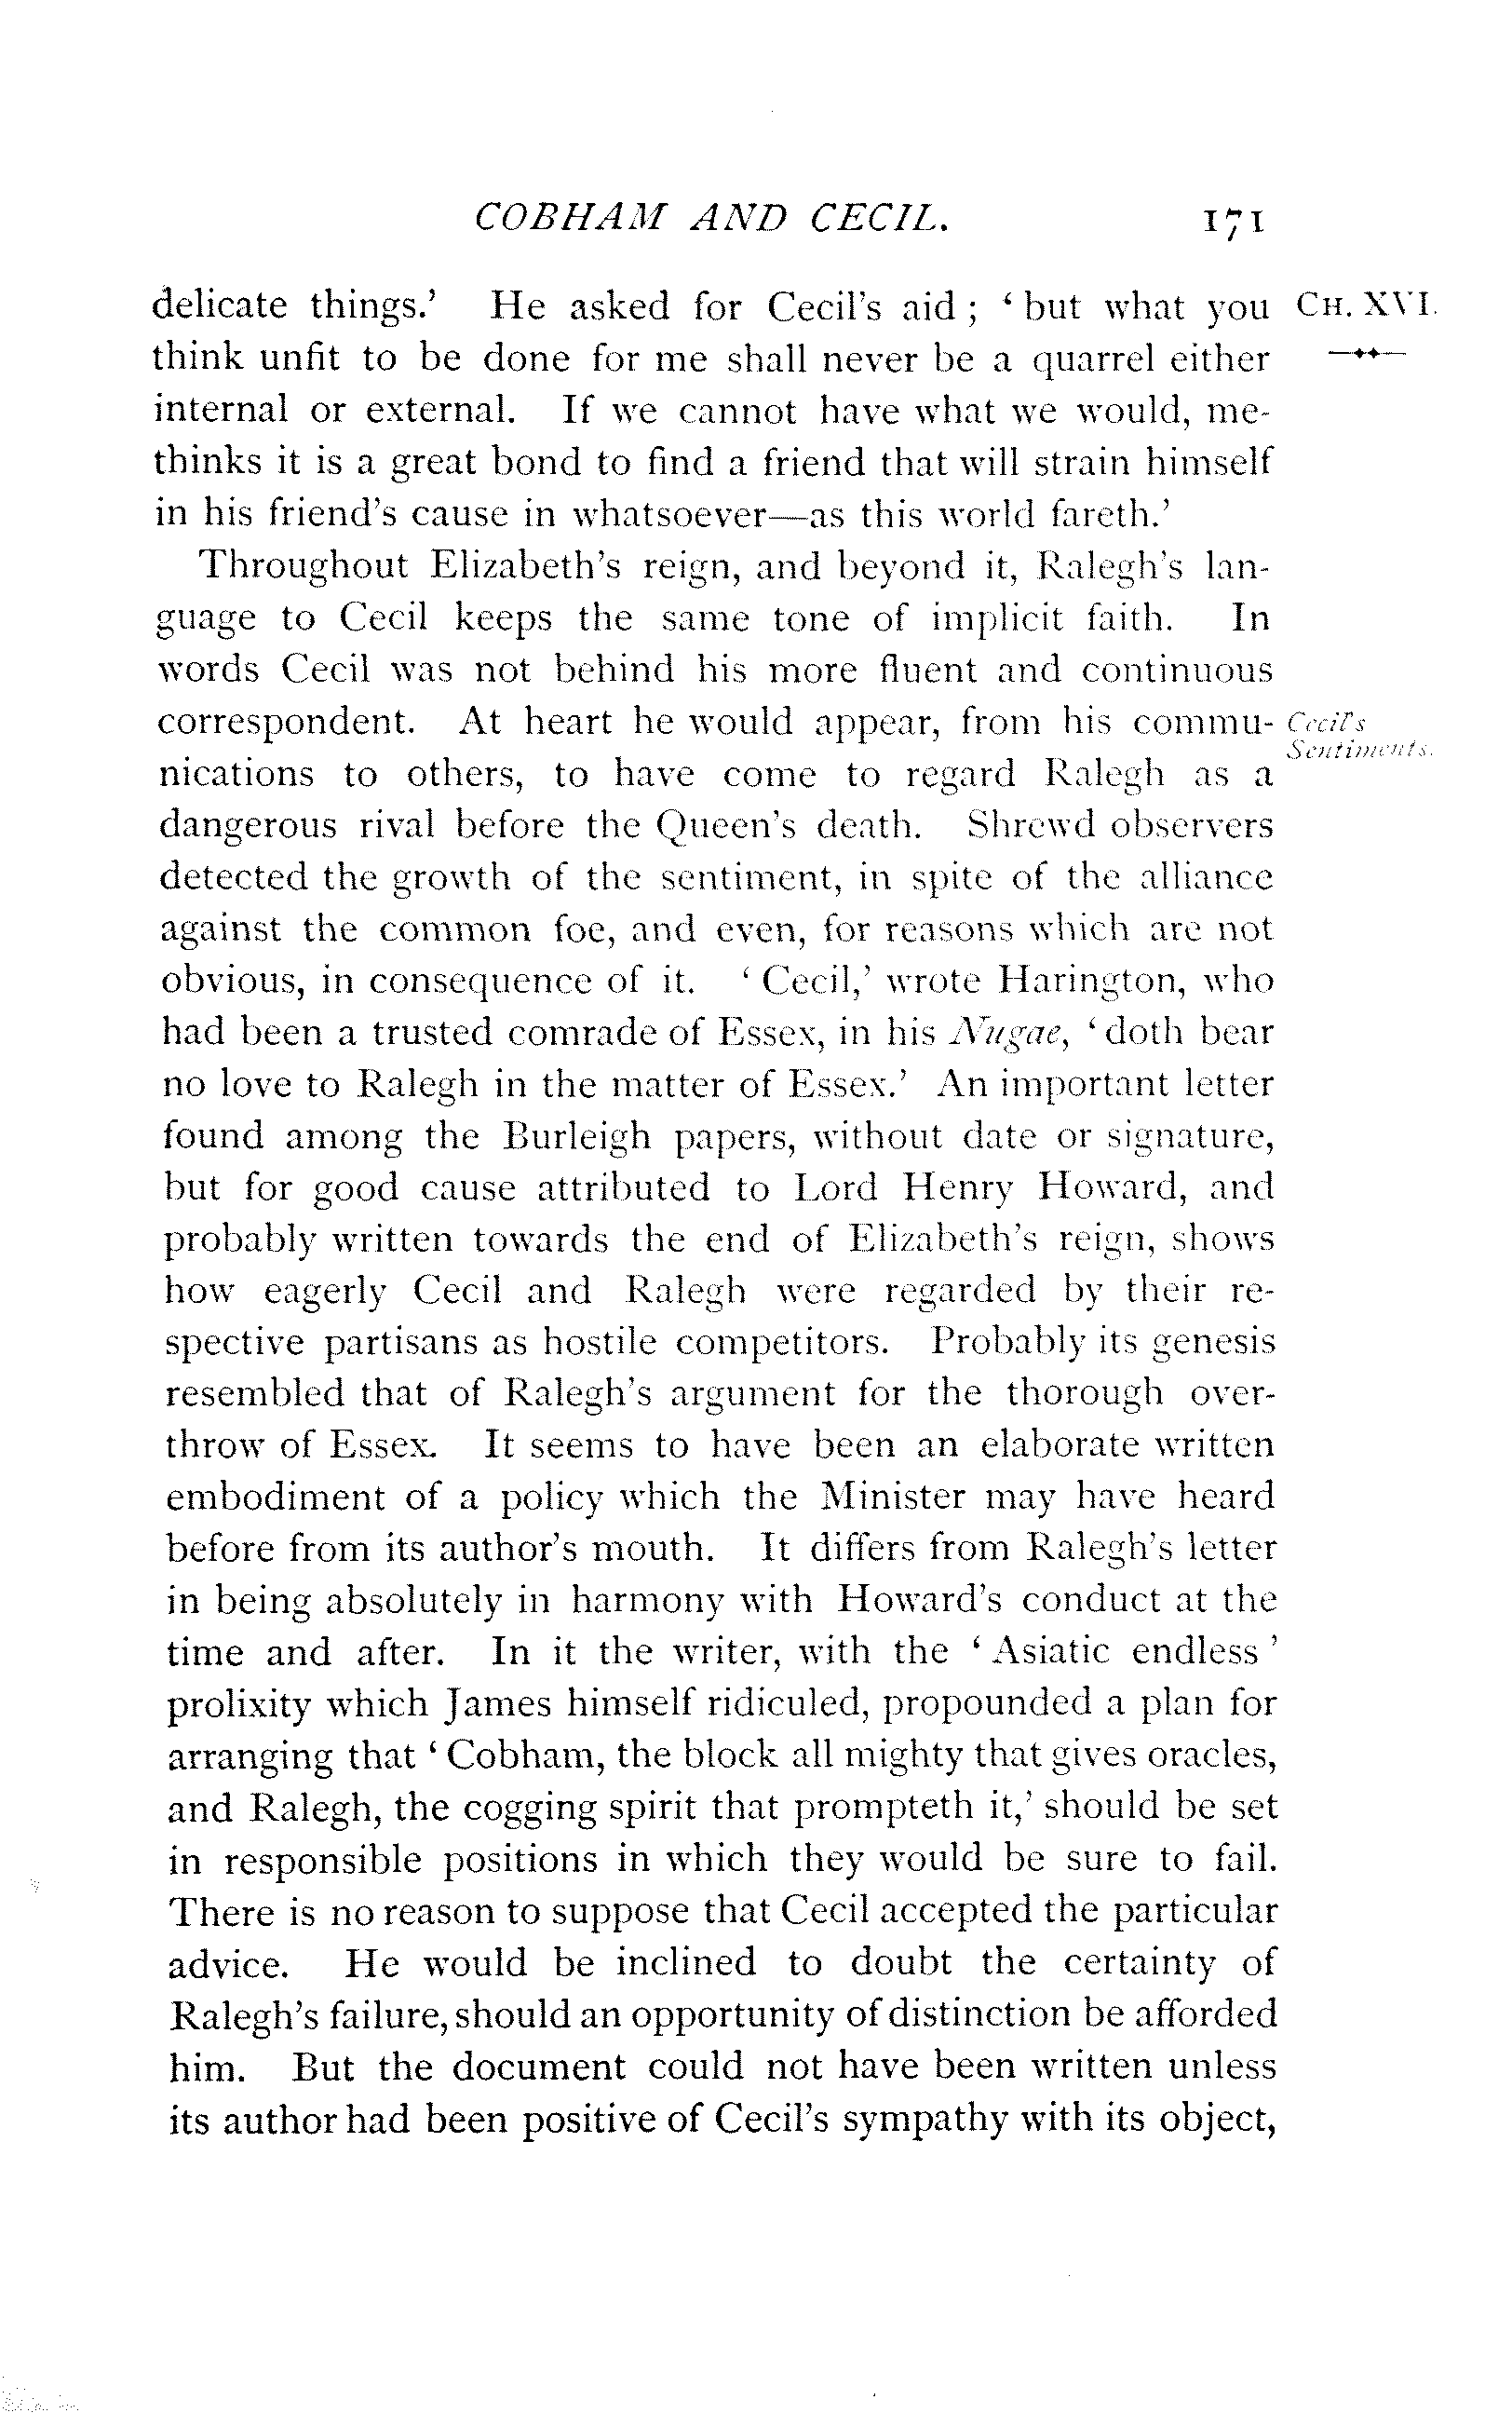 COBHAM AND CECIL. 171
delicate things.' He asked for Cecil's aid; 'but what you CH. XVI.
think unfit to be done for me shall never be a quarrel either
internal or external. If we cannot have what we would, me-
thinks it is a great bond to find a friend that will strain himself
in his friend's cause in whatsoever—as this world fareth.'
Throughout Elizabeth's reign, and beyond it, Ralegh's lan-
guage to Cecil keeps the same tone of implicit faith. In
words Cecil was not behind his more fluent and continuous
correspondent. At heart he would appear, from his commu-
Cecil's
Sentiments.
nications to others, to have come to regard Ralegh as a
dangerous rival before the Queen's death. Shrewd observers
detected the growth of the sentiment, in spite of the alliance
against the common foe, and even, for reasons which are not
obvious, in consequence of it. 'Cecil,' wrote Harington, who
had been a trusted comrade of Essex, in his Nugae, 'doth bear
no love to Ralegh in the matter of Essex.' An important letter
found among the Burleigh papers, without date or signature,
but for good cause attributed to Lord Henry Howard, and
probably written towards the end of Elizabeth's reign, shows
how eagerly Cecil and Ralegh were regarded by their re-
spective partisans as hostile competitors. Probably its genesis
resembled that of Ralegh's argument for the thorough over-
throw of Essex. It seems to have been an elaborate written
embodiment of a policy which the Minister may have heard
before from its author's mouth. It differs from Ralegh's letter
in being absolutely in harmony with Howard's conduct at the
time and after. In it the writer, with the 'Asiatic endless'
prolixity which James himself ridiculed, propounded a plan for
arranging that 'Cobham, the block all mighty that gives oracles,
and Ralegh, the cogging spirit that prompteth it,' should be set
in responsible positions in which they would be sure to fail.
There is no reason to suppose that Cecil accepted the particular
advice. He would be inclined to doubt the certainty of
Ralegh's failure, should an opportunity of distinction be afforded
him. But the document could not have been written unless
its author had been positive of Cecil's sympathy with its object,